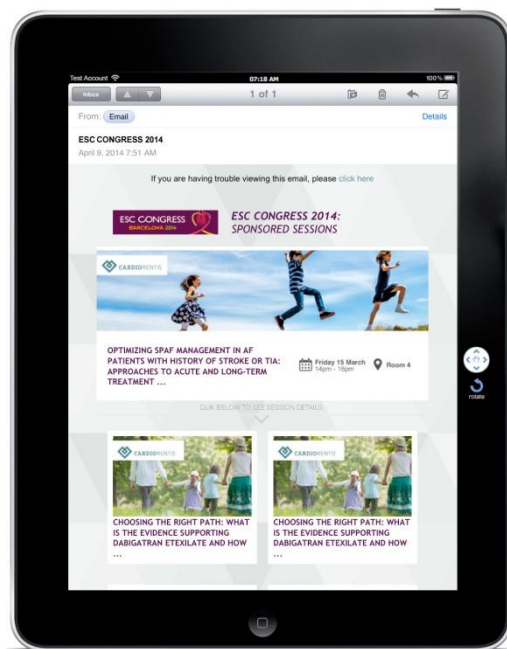 Test Account
07:18 AM
100%
Inbox
1 of 1
From: Email
Details
ESC CONGRESS 2014
April 9, 2014 7:51 AM
If you are having trouble viewing this email, please click here
ESC CONGRESS
BARCELONA 2014
ESC CONGRESS 2014:
SPONSORED SESSIONS
CARDIOMENTIS
OPTIMIZING SPAF MANAGEMENT IN AF
PATIENTS WITH HISTORY OF STROKE OR TIA:
APPROACHES TO ACUTE AND LONG-TERM
TREATMENT ...
Friday 15 March
14pm - 16pm
Room 4
CLIK BELOW TO SEE SESSION DETAILS
CARDIOMENTIS
CHOOSING THE RIGHT PATH: WHAT
IS THE EVIDENCE SUPPORTING
DABIGATRAN ETEXILATE AND HOW
...
CARDIOMENTIS
CHOOSING THE RIGHT PATH: WHAT
IS THE EVIDENCE SUPPORTING
DABIGATRAN ETEXILATE AND HOW
...
rotate